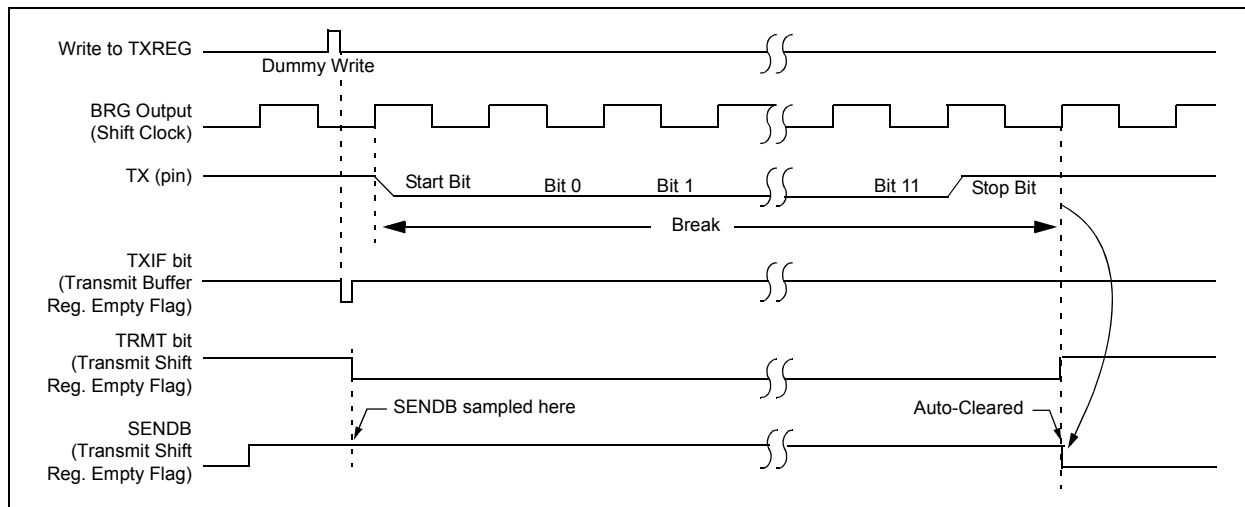 Write to TXREG
Dummy Write
BRG Output
(Shift Clock)
TX (pin)
Start Bit
Bit 0
Bit 1
Bit 11
Stop Bit
Break
TXIF bit
(Transmit Buffer
Reg. Empty Flag)
TRMT bit
(Transmit Shift
Reg. Empty Flag)
SENDB sampled here
Auto-Cleared
SENDB
(Transmit Shift
Reg. Empty Flag)